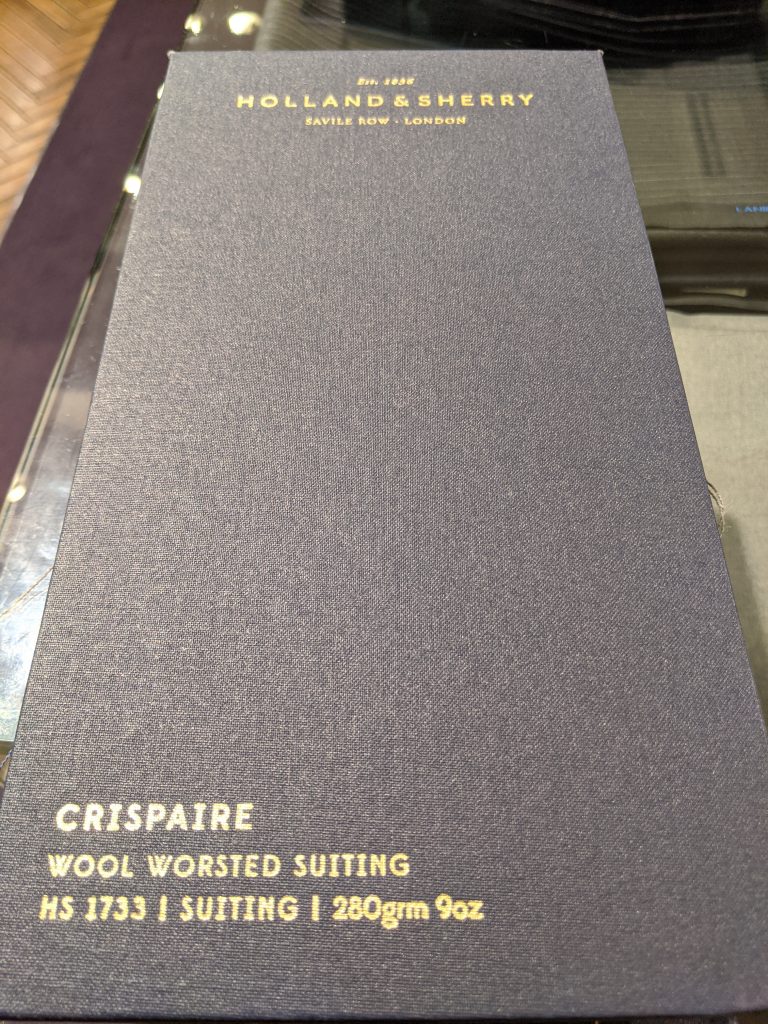 Est. 1836
HOLLAND & SHERRY
SAVILE ROW · LONDON
CRISPAIRE
WOOL WORSTED SUITING
HS 1733 | SUITING | 280grm 9oz